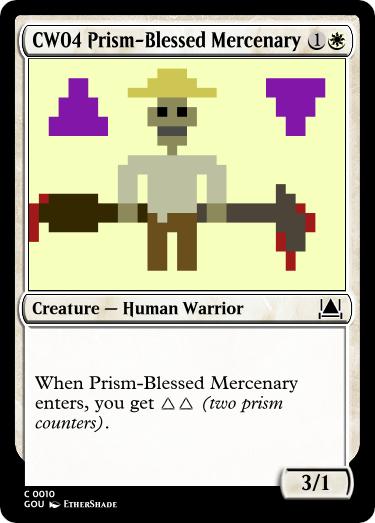 CW04 Prism-Blessed Mercenary 1
Creature — Human Warrior
When Prism-Blessed Mercenary
enters, you get △△ (two prism
counters).
3/1
C 0010
GOU EtherShade